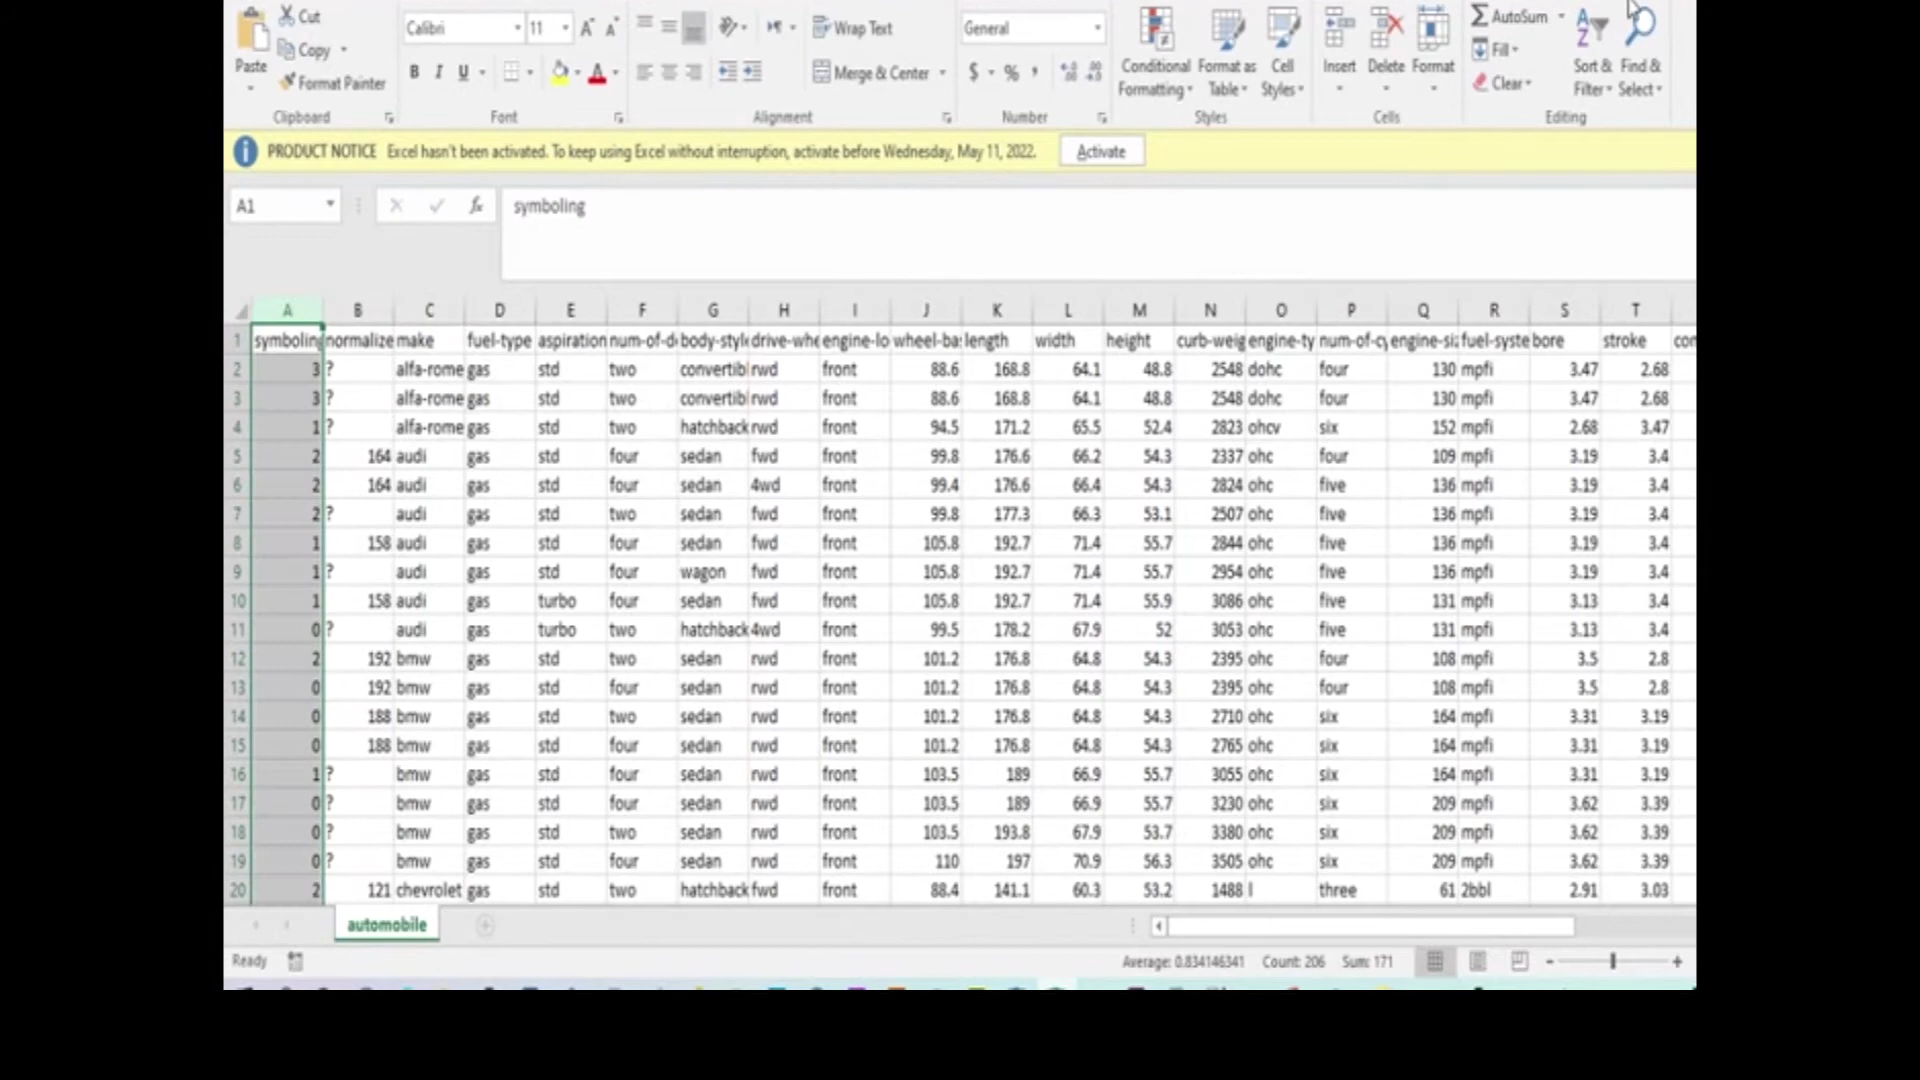 Cut Calibri 11 Wrap Text General AutoSum
Copy Fill
Paste Format Painter B I U Merge & Center $ % , Conditional Formatting Format as Table Cell Styles Insert Delete Format Clear Sort & Filter Find & Select
Clipboard Font Alignment Number Styles Cells Editing
PRODUCT NOTICE Excel hasn't been activated. To keep using Excel without interruption, activate before Wednesday, May 11, 2022. Activate
A1 fx symboling
A B C D E F G H I J K L M N O P Q R S T
1 symboling normalize make fuel-type aspiration num-of-d body-style drive-whe engine-lo wheel-ba length width height curb-weig engine-ty num-of-cy engine-siz fuel-syste bore stroke con
2 3 ? alfa-rome gas std two convertibl rwd front 88.6 168.8 64.1 48.8 2548 dohc four 130 mpfi 3.47 2.68
3 3 ? alfa-rome gas std two convertibl rwd front 88.6 168.8 64.1 48.8 2548 dohc four 130 mpfi 3.47 2.68
4 1 ? alfa-rome gas std two hatchback rwd front 94.5 171.2 65.5 52.4 2823 ohcv six 152 mpfi 2.68 3.47
5 2 164 audi gas std four sedan fwd front 99.8 176.6 66.2 54.3 2337 ohc four 109 mpfi 3.19 3.4
6 2 164 audi gas std four sedan 4wd front 99.4 176.6 66.4 54.3 2824 ohc five 136 mpfi 3.19 3.4
7 2 ? audi gas std two sedan fwd front 99.8 177.3 66.3 53.1 2507 ohc five 136 mpfi 3.19 3.4
8 1 158 audi gas std four sedan fwd front 105.8 192.7 71.4 55.7 2844 ohc five 136 mpfi 3.19 3.4
9 1 ? audi gas std four wagon fwd front 105.8 192.7 71.4 55.7 2954 ohc five 136 mpfi 3.19 3.4
10 1 158 audi gas turbo four sedan fwd front 105.8 192.7 71.4 55.9 3086 ohc five 131 mpfi 3.13 3.4
11 0 ? audi gas turbo two hatchback 4wd front 99.5 178.2 67.9 52 3053 ohc five 131 mpfi 3.13 3.4
12 2 192 bmw gas std two sedan rwd front 101.2 176.8 64.8 54.3 2395 ohc four 108 mpfi 3.5 2.8
13 0 192 bmw gas std four sedan rwd front 101.2 176.8 64.8 54.3 2395 ohc four 108 mpfi 3.5 2.8
14 0 188 bmw gas std two sedan rwd front 101.2 176.8 64.8 54.3 2710 ohc six 164 mpfi 3.31 3.19
15 0 188 bmw gas std four sedan rwd front 101.2 176.8 64.8 54.3 2765 ohc six 164 mpfi 3.31 3.19
16 1 ? bmw gas std four sedan rwd front 103.5 189 66.9 55.7 3055 ohc six 164 mpfi 3.31 3.19
17 0 ? bmw gas std four sedan rwd front 103.5 189 66.9 55.7 3230 ohc six 209 mpfi 3.62 3.39
18 0 ? bmw gas std two sedan rwd front 103.5 193.8 67.9 53.7 3380 ohc six 209 mpfi 3.62 3.39
19 0 ? bmw gas std four sedan rwd front 110 197 70.9 56.3 3505 ohc six 209 mpfi 3.62 3.39
20 2 121 chevrolet gas std two hatchback fwd front 88.4 141.1 60.3 53.2 1488 l three 61 2bbl 2.91 3.03
automobile
Ready Average: 0.834146341 Count: 206 Sum: 171